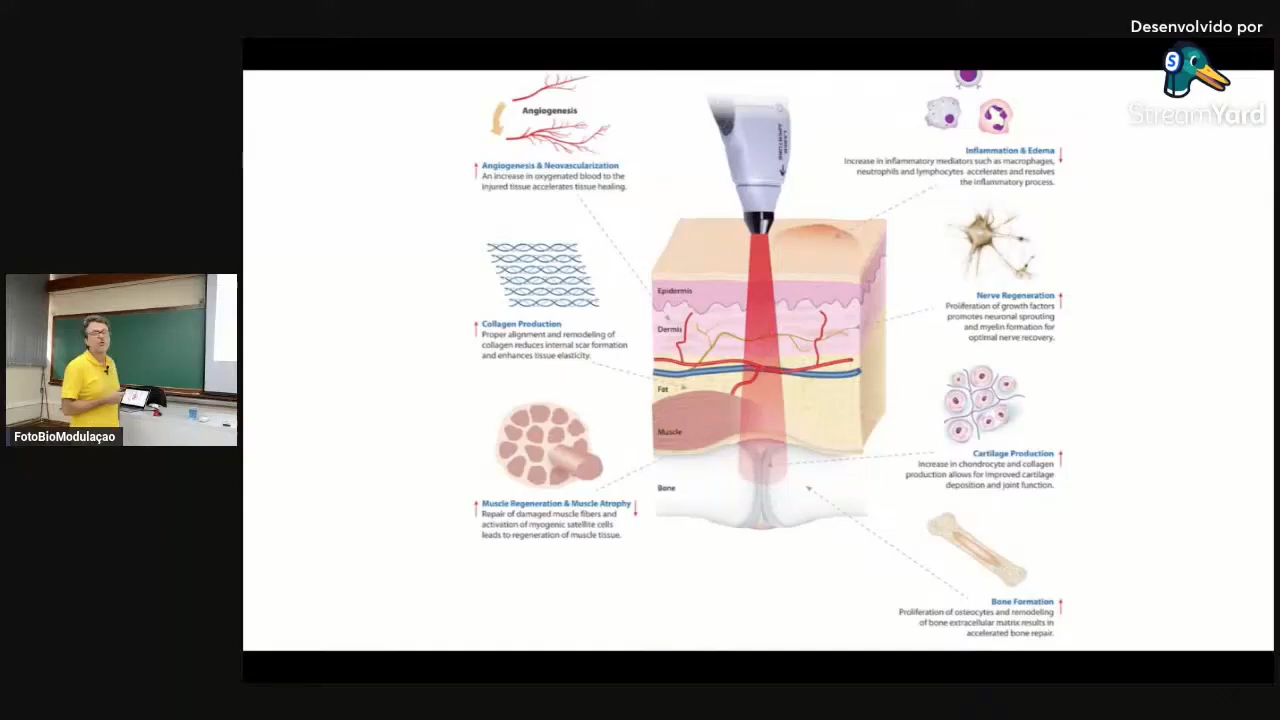 Desenvolvido por
StreamYard
FotoBioModulaçao
Angiogenesis
Angiogenesis & Neovascularization
An increase in oxygenated blood to the
injured tissue accelerates tissue healing.
Collagen Production
Proper alignment and remodeling of
collagen reduces internal scar formation
and enhances tissue elasticity.
Muscle Regeneration & Muscle Atrophy
Repair of damaged muscle fibers and
activation of myogenic satellite cells
leads to regeneration of muscle tissue.
LASER
APERTURE
Epidermis
Dermis
Fat
Muscle
Bone
Inflammation & Edema
Increase in inflammatory mediators such as macrophages,
neutrophils and lymphocytes accelerates and resolves
the inflammatory process.
Nerve Regeneration
Proliferation of growth factors
promotes neuronal sprouting
and myelin formation for
optimal nerve recovery.
Cartilage Production
Increase in chondrocyte and collagen
production allows for improved cartilage
deposition and joint function.
Bone Formation
Proliferation of osteocytes and remodeling
of bone extracellular matrix results in
accelerated bone repair.